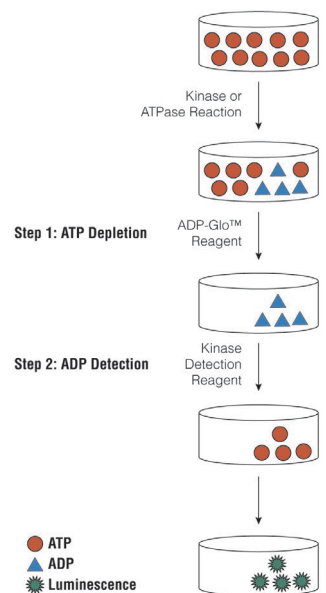 Kinase or
ATPase Reaction
Step 1: ATP Depletion
ADP-Glo™
Reagent
Step 2: ADP Detection
Kinase
Detection
Reagent
ATP
ADP
Luminescence